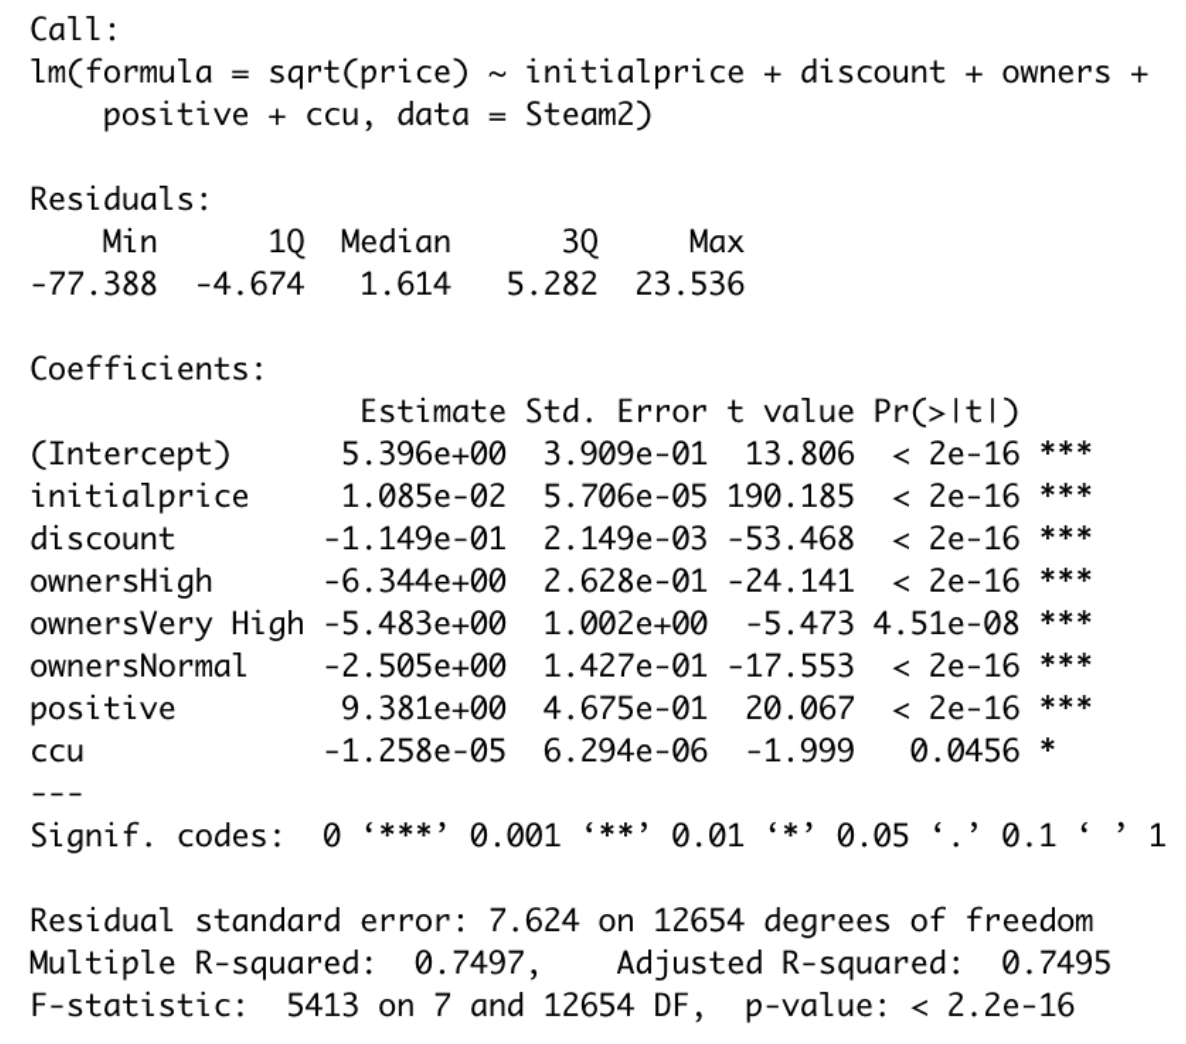 Call:
lm(formula = sqrt(price) ~ initialprice + discount + owners +
    positive + ccu, data = Steam2)

Residuals:
    Min      1Q  Median      3Q     Max
-77.388  -4.674   1.614   5.282  23.536

Coefficients:
                  Estimate Std. Error t value Pr(>|t|)
(Intercept)      5.396e+00  3.909e-01  13.806  < 2e-16 ***
initialprice     1.085e-02  5.706e-05 190.185  < 2e-16 ***
discount        -1.149e-01  2.149e-03 -53.468  < 2e-16 ***
ownersHigh      -6.344e+00  2.628e-01 -24.141  < 2e-16 ***
ownersVery High -5.483e+00  1.002e+00  -5.473 4.51e-08 ***
ownersNormal    -2.505e+00  1.427e-01 -17.553  < 2e-16 ***
positive         9.381e+00  4.675e-01  20.067  < 2e-16 ***
ccu             -1.258e-05  6.294e-06  -1.999   0.0456 *
---
Signif. codes:  0 ‘***’ 0.001 ‘**’ 0.01 ‘*’ 0.05 ‘.’ 0.1 ‘ ’ 1

Residual standard error: 7.624 on 12654 degrees of freedom
Multiple R-squared:  0.7497,    Adjusted R-squared:  0.7495
F-statistic:  5413 on 7 and 12654 DF,  p-value: < 2.2e-16